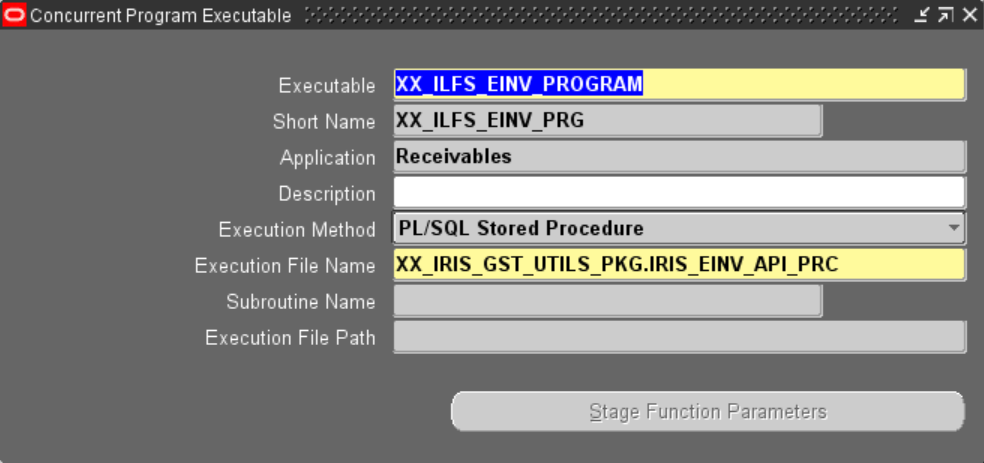 Concurrent Program Executable
Executable XX_ILFS_EINV_PROGRAM
Short Name XX_ILFS_EINV_PRG
Application Receivables
Description
Execution Method PL/SQL Stored Procedure
Execution File Name XX_IRIS_GST_UTILS_PKG.IRIS_EINV_API_PRC
Subroutine Name
Execution File Path
Stage Function Parameters